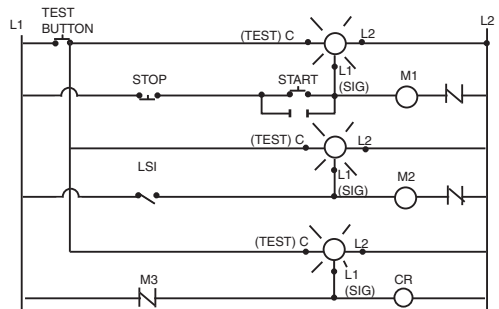 L1
TEST
BUTTON
(TEST) C
L2
L2
STOP
START
L1
(SIG)
M1
(TEST) C
L2
LSI
L1
(SIG)
M2
(TEST) C
L2
M3
L1
(SIG)
CR